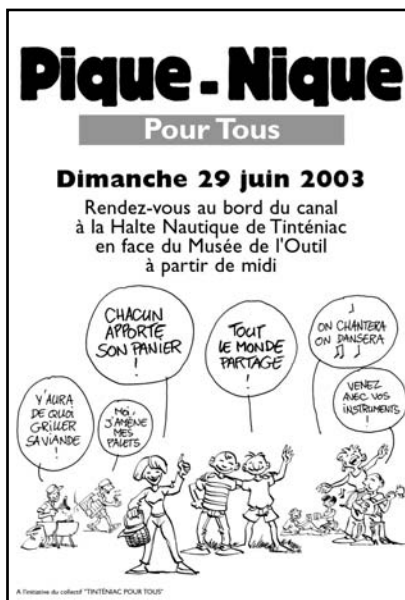 Pique-Nique
Pour Tous
Dimanche 29 juin 2003
Rendez-vous au bord du canal
à la Halte Nautique de Tinténiac
en face du Musée de l'Outil
à partir de midi
CHACUN
APPORTE
SON PANIER
!
TOUT
LE MONDE
PARTAGE
!
ON CHANTERA
ON DANSERA
Y'AURA
DE QUOI
GRILLER
SA VIANDE
!
MOI,
J'AMÈNE
MES
PALETS
VENEZ
AVEC VOS
INSTRUMENTS
!
A l'initiative du collectif "TINTÉNIAC POUR TOUS"